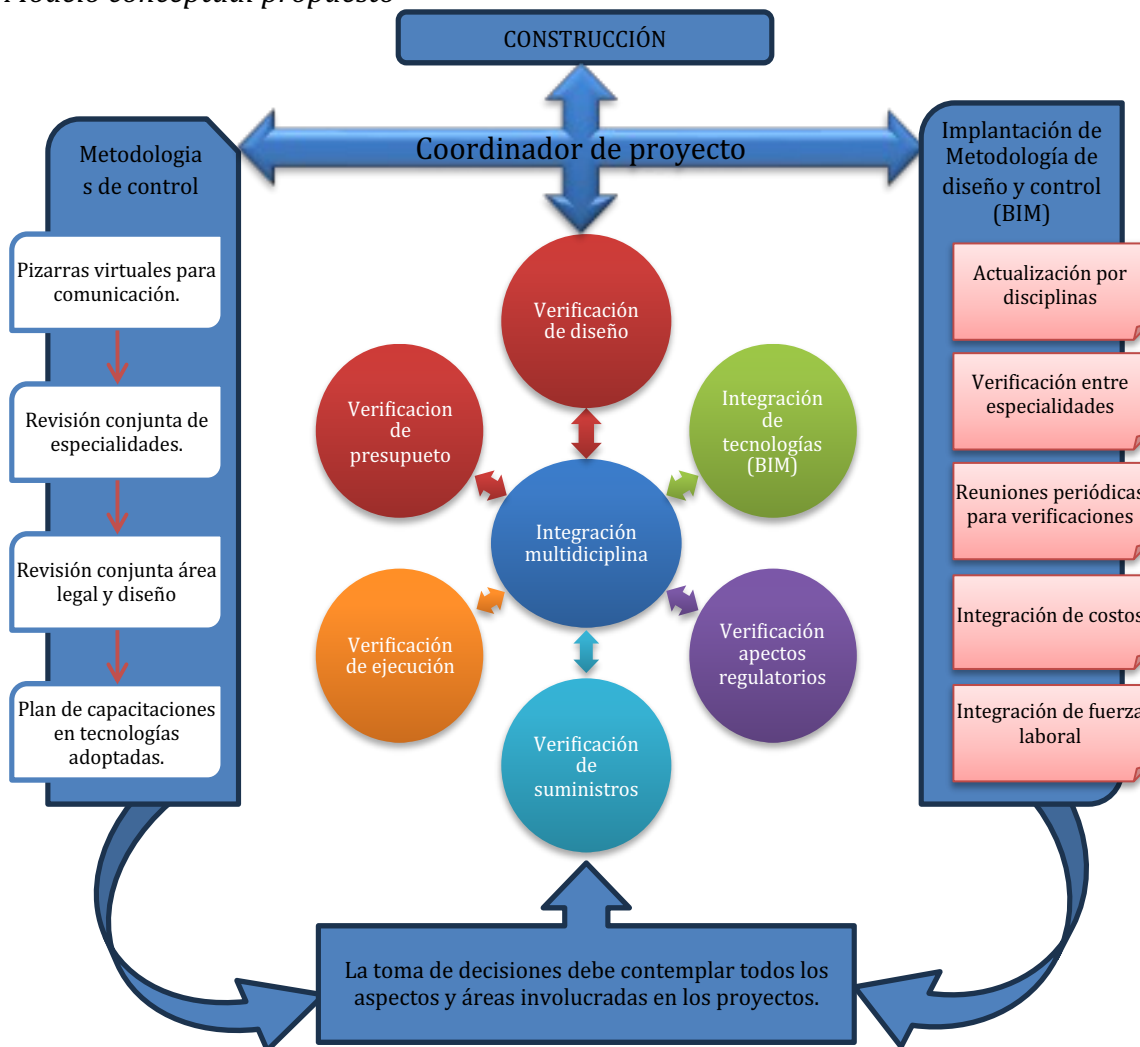 Modelo conceptual propuesto
CONSTRUCCIÓN
Coordinador de proyecto
Metodologia
s de control
Pizarras virtuales para
comunicación.
Revisión conjunta de
especialidades.
Revisión conjunta área
legal y diseño
Plan de capacitaciones
en tecnologías
adoptadas.
Verificación
de diseño
Verificacion
de
presupueto
Integración
de
tecnologías
(BIM)
Integración
multidiciplina
Verificación
de ejecución
Verificación
apectos
regulatorios
Verificación
de
suministros
Implantación de
Metodología de
diseño y control
(BIM)
Actualización por
disciplinas
Verificación entre
especialidades
Reuniones periódicas
para verificaciones
Integración de costos
Integración de fuerza
laboral
La toma de decisiones debe contemplar todos los
aspectos y áreas involucradas en los proyectos.